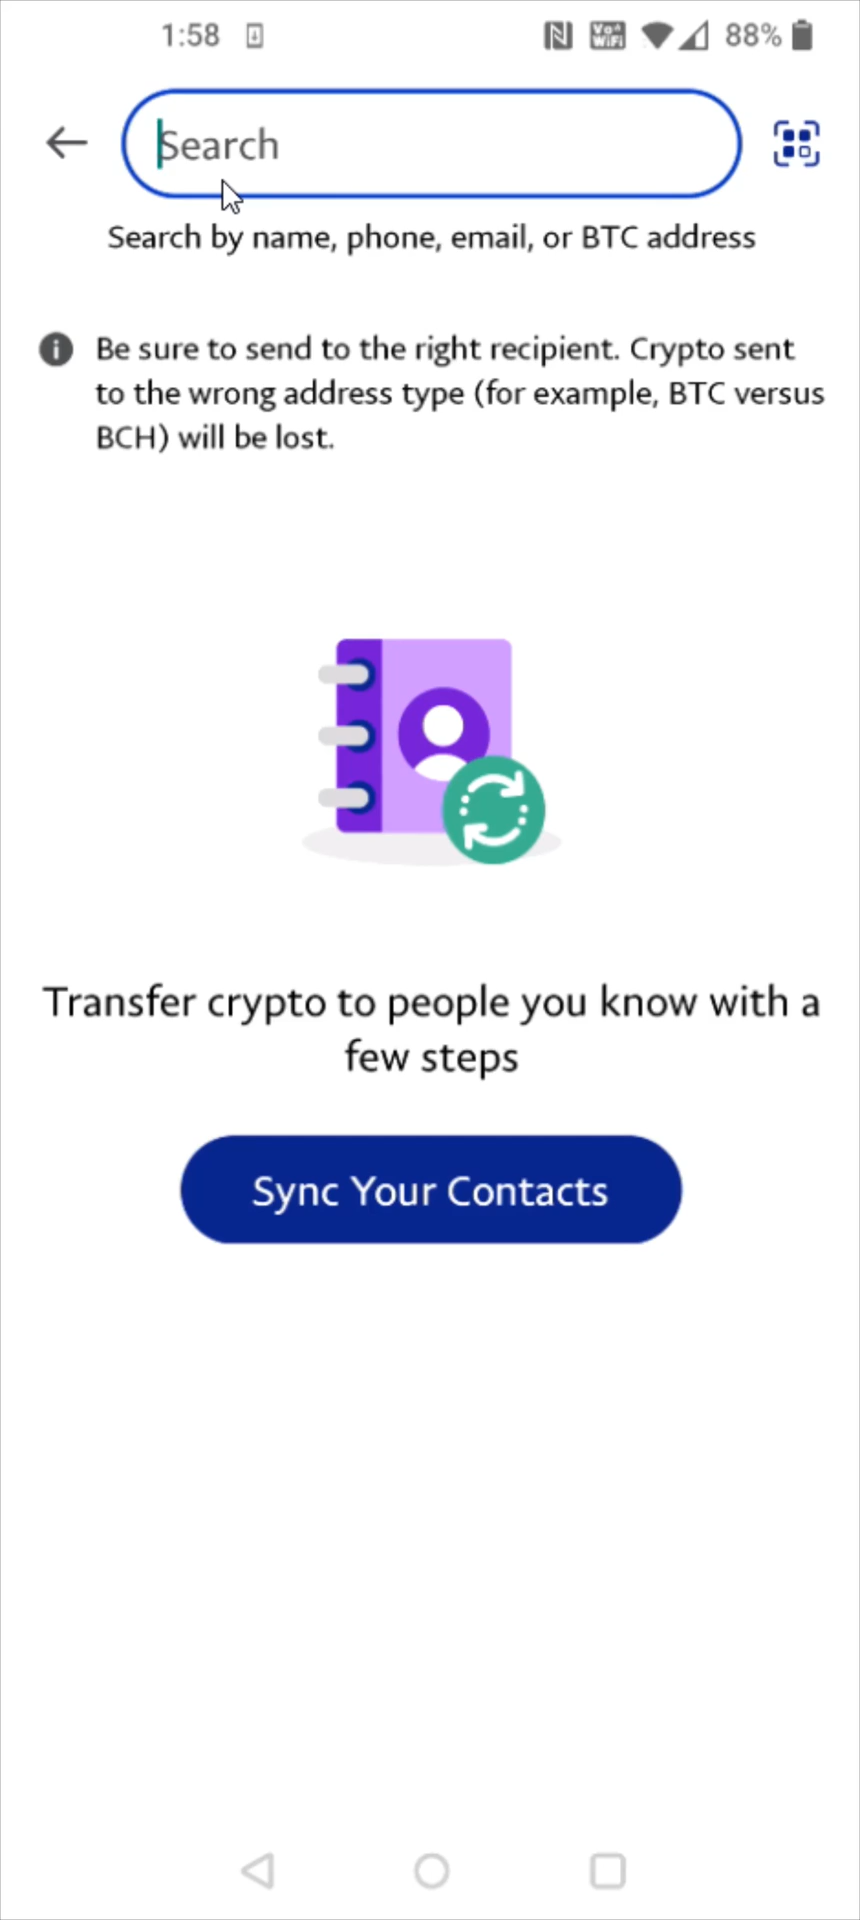 1:58
Vo WiFi
88%
Search
Search by name, phone, email, or BTC address
Be sure to send to the right recipient. Crypto sent
to the wrong address type (for example, BTC versus
BCH) will be lost.
Transfer crypto to people you know with a
few steps
Sync Your Contacts